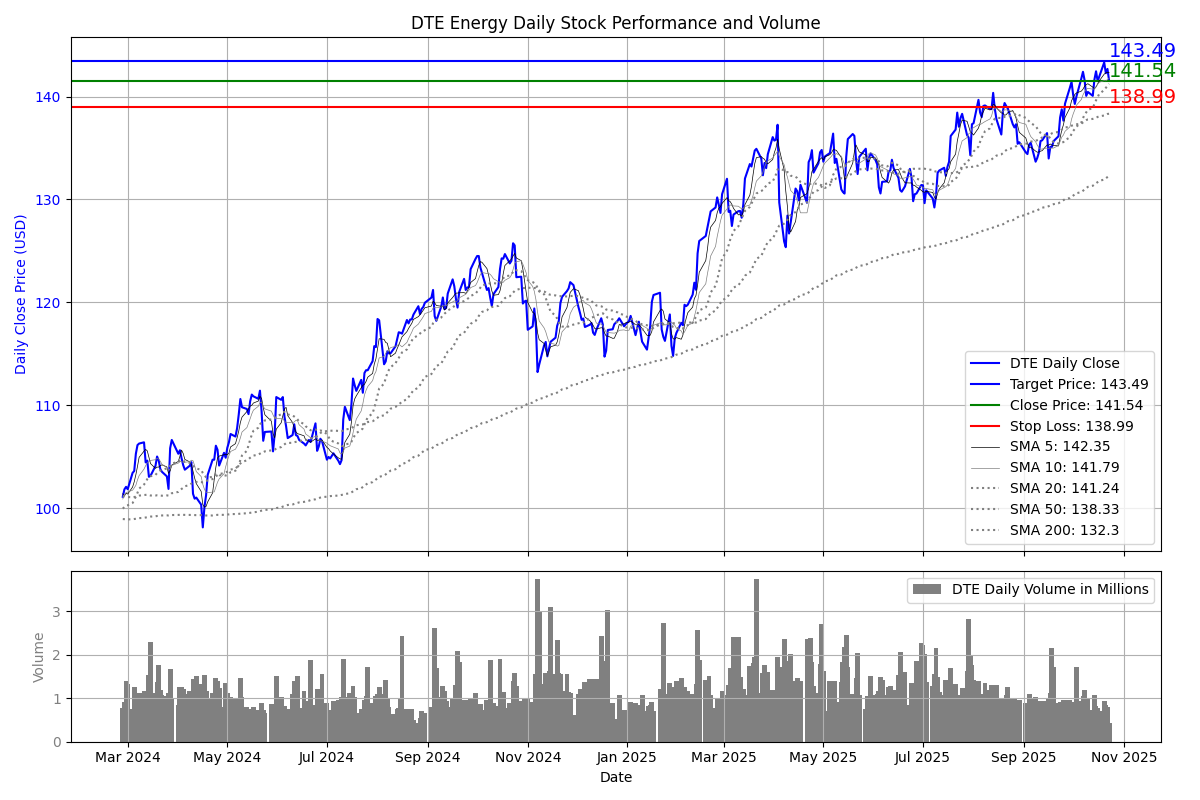 DTE Energy Daily Stock Performance and Volume
143.49
141.54
138.99
140
130
120
110
100
Daily Close Price (USD)
DTE Daily Close
Target Price: 143.49
Close Price: 141.54
Stop Loss: 138.99
SMA 5: 142.35
SMA 10: 141.79
SMA 20: 141.24
SMA 50: 138.33
SMA 200: 132.3
DTE Daily Volume in Millions
3
2
1
0
Volume
Mar 2024 May 2024 Jul 2024 Sep 2024 Nov 2024 Jan 2025 Mar 2025 May 2025 Jul 2025 Sep 2025 Nov 2025
Date